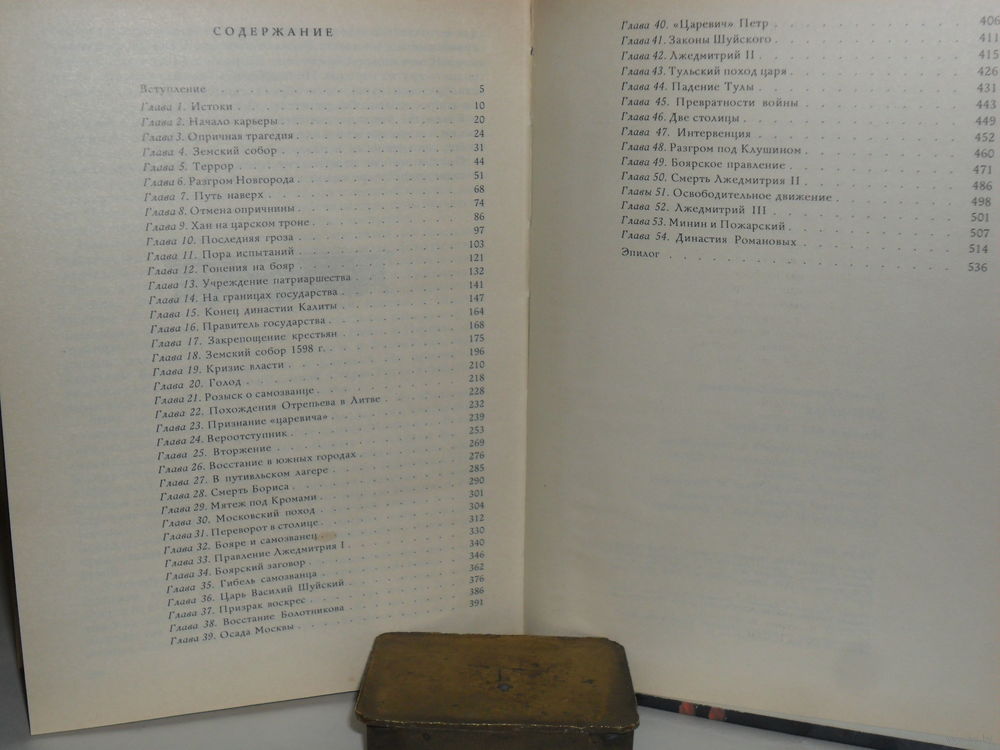 СОДЕРЖАНИЕ
Вступление . . . . . . . . . . 5
Глава 1. Истоки . . . . . . . . . . 10
Глава 2. Начало карьеры . . . . . . . . . . 20
Глава 3. Опричная трагедия . . . . . . . . . . 24
Глава 4. Земский собор . . . . . . . . . . 31
Глава 5. Террор . . . . . . . . . . 44
Глава 6. Разгром Новгорода . . . . . . . . . . 51
Глава 7. Путь наверх . . . . . . . . . . 68
Глава 8. Отмена опричнины . . . . . . . . . . 74
Глава 9. Хан на царском троне . . . . . . . . . . 86
Глава 10. Последняя гроза . . . . . . . . . . 97
Глава 11. Пора испытаний . . . . . . . . . . 103
Глава 12. Гонения на бояр . . . . . . . . . . 121
Глава 13. Учреждение патриаршества . . . . . . . . . . 132
Глава 14. На границах государства . . . . . . . . . . 141
Глава 15. Конец династии Калиты . . . . . . . . . . 147
Глава 16. Правитель государства . . . . . . . . . . 164
Глава 17. Закрепощение крестьян . . . . . . . . . . 168
Глава 18. Земский собор 1598 г. . . . . . . . . . . 175
Глава 19. Кризис власти . . . . . . . . . . 196
Глава 20. Голод . . . . . . . . . . 210
Глава 21. Розыск о самозванце . . . . . . . . . . 218
Глава 22. Похождения Отрепьева в Литве . . . . . . . . . . 228
Глава 23. Признание «царевича» . . . . . . . . . . 232
Глава 24. Вероотступник . . . . . . . . . . 239
Глава 25. Вторжение . . . . . . . . . . 253
Глава 26. Восстание в южных городах . . . . . . . . . . 269
Глава 27. В путивльском лагере . . . . . . . . . . 276
Глава 28. Смерть Бориса . . . . . . . . . . 285
Глава 29. Мятеж под Кромами . . . . . . . . . . 290
Глава 30. Московский поход . . . . . . . . . . 301
Глава 31. Переворот в столице . . . . . . . . . . 304
Глава 32. Бояре и самозванец . . . . . . . . . . 312
Глава 33. Правление Лжедмитрия I . . . . . . . . . . 330
Глава 34. Боярский заговор . . . . . . . . . . 340
Глава 35. Гибель самозванца . . . . . . . . . . 346
Глава 36. Царь Василий Шуйский . . . . . . . . . . 362
Глава 37. Призрак воскрес . . . . . . . . . . 376
Глава 38. Восстание Болотникова . . . . . . . . . . 386
Глава 39. Осада Москвы . . . . . . . . . . 391
Глава 40. «Царевич» Петр . . . . . . . . . . 406
Глава 41. Законы Шуйского . . . . . . . . . . 411
Глава 42. Лжедмитрий II . . . . . . . . . . 415
Глава 43. Тульский поход царя . . . . . . . . . . 426
Глава 44. Падение Тулы . . . . . . . . . . 431
Глава 45. Превратности войны . . . . . . . . . . 443
Глава 46. Две столицы . . . . . . . . . . 449
Глава 47. Интервенция . . . . . . . . . . 452
Глава 48. Разгром под Клушином . . . . . . . . . . 460
Глава 49. Боярское правление . . . . . . . . . . 471
Глава 50. Смерть Лжедмитрия II . . . . . . . . . . 486
Главы 51. Освободительное движение . . . . . . . . . . 498
Глава 52. Лжедмитрий III . . . . . . . . . . 501
Глава 53. Минин и Пожарский . . . . . . . . . . 507
Глава 54. Династия Романовых . . . . . . . . . . 514
Эпилог . . . . . . . . . . 536